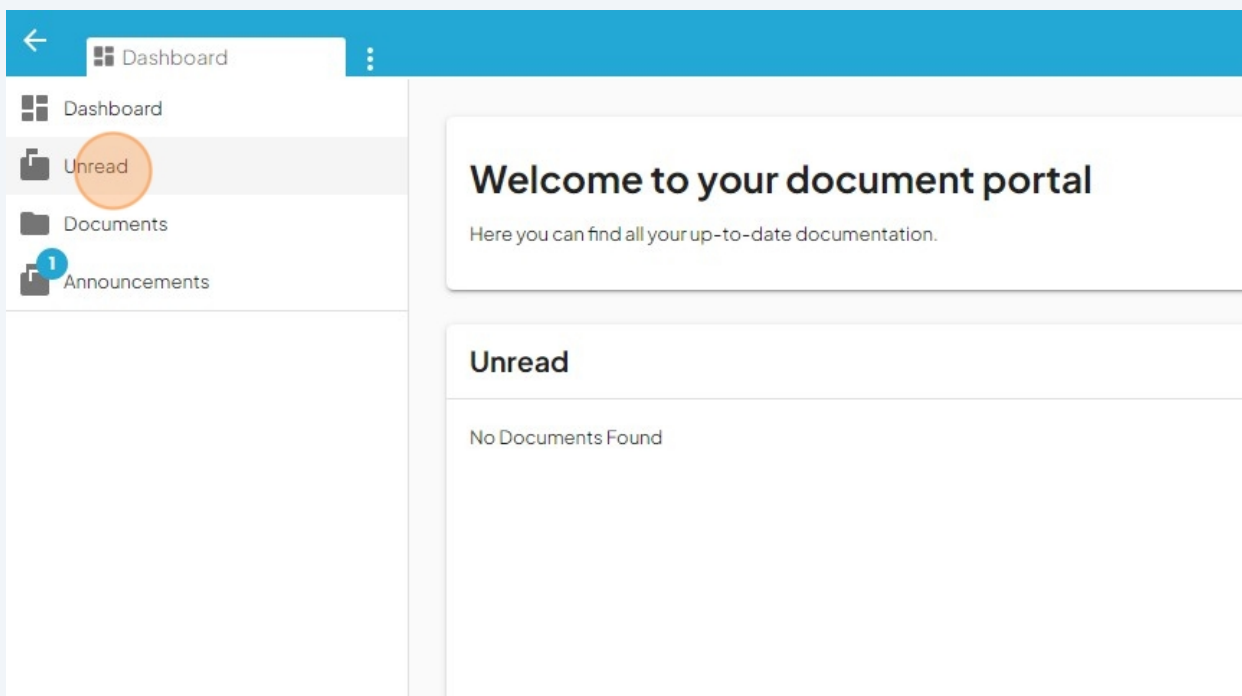 Dashboard
Dashboard
Unread
Documents
1
Announcements
Welcome to your document portal
Here you can find all your up-to-date documentation.
Unread
No Documents Found